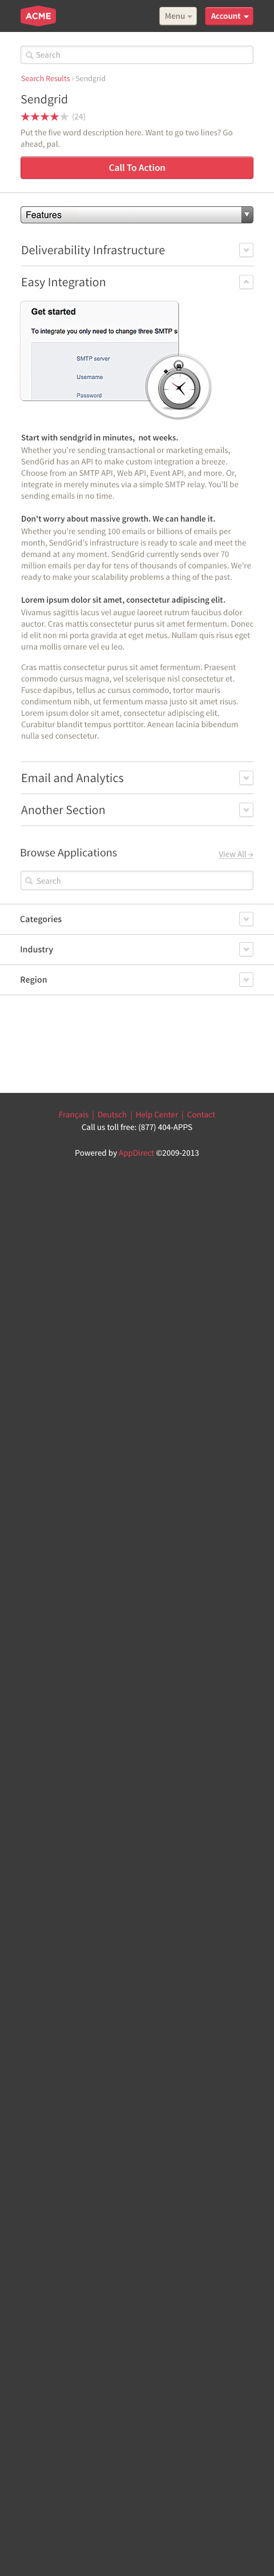 ACME
Menu
Account
Search
Search Results › Sendgrid
Sendgrid
(24)
Put the five word description here. Want to go two lines? Go
ahead, pal.
Call To Action
Features
Deliverability Infrastructure
Easy Integration
Get started
To integrate you only need to change three SMTP s
SMTP server
Username
Password
Start with sendgrid in minutes, not weeks.
Whether you're sending transactional or marketing emails,
SendGrid has an API to make custom integration a breeze.
Choose from an SMTP API, Web API, Event API, and more. Or,
integrate in merely minutes via a simple SMTP relay. You'll be
sending emails in no time.
Don't worry about massive growth. We can handle it.
Whether you're sending 100 emails or billions of emails per
month, SendGrid's infrastructure is ready to scale and meet the
demand at any moment. SendGrid currently sends over 70
million emails per day for tens of thousands of companies. We're
ready to make your scalability problems a thing of the past.
Lorem ipsum dolor sit amet, consectetur adipiscing elit.
Vivamus sagittis lacus vel augue laoreet rutrum faucibus dolor
auctor. Cras mattis consectetur purus sit amet fermentum. Donec
id elit non mi porta gravida at eget metus. Nullam quis risus eget
urna mollis ornare vel eu leo.
Cras mattis consectetur purus sit amet fermentum. Praesent
commodo cursus magna, vel scelerisque nisl consectetur et.
Fusce dapibus, tellus ac cursus commodo, tortor mauris
condimentum nibh, ut fermentum massa justo sit amet risus.
Lorem ipsum dolor sit amet, consectetur adipiscing elit.
Curabitur blandit tempus porttitor. Aenean lacinia bibendum
nulla sed consectetur.
Email and Analytics
Another Section
Browse Applications
View All →
Search
Categories
Industry
Region
Français | Deutsch | Help Center | Contact
Call us toll free: (877) 404-APPS
Powered by AppDirect ©2009-2013